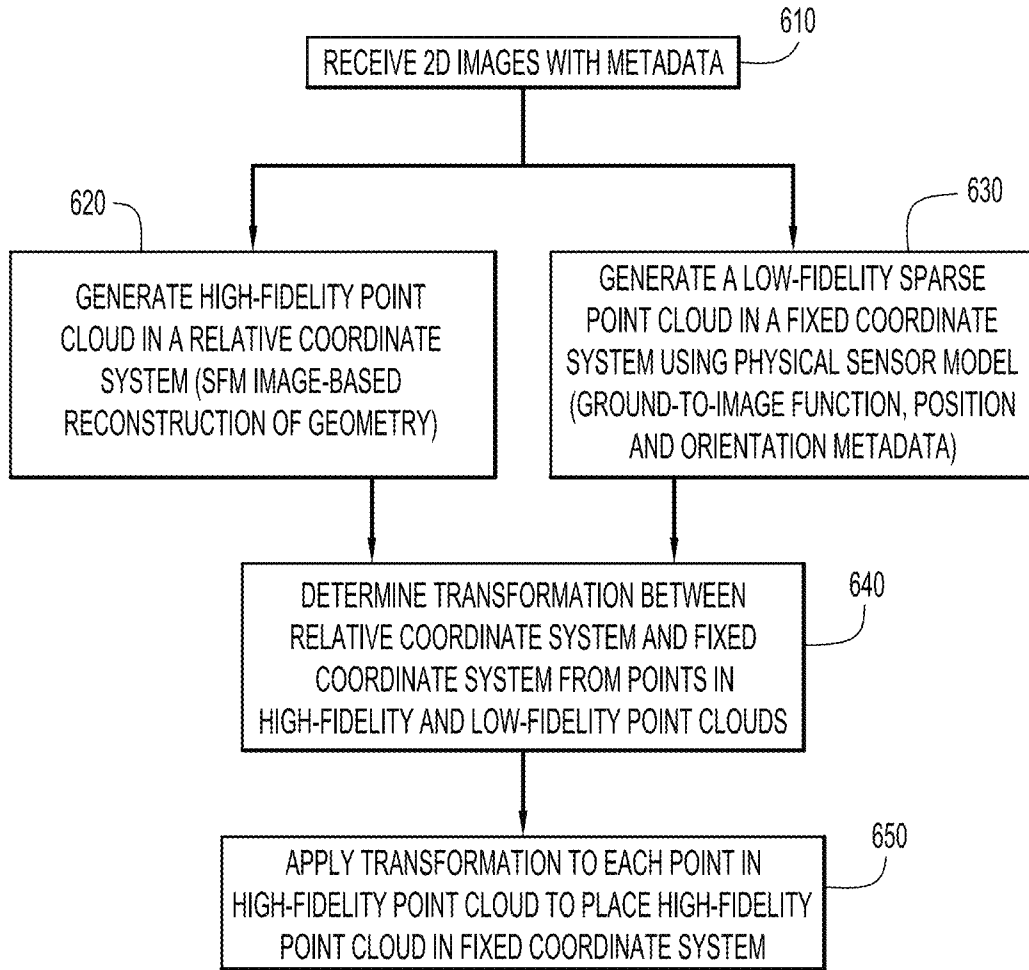 610
RECEIVE 2D IMAGES WITH METADATA
620
GENERATE HIGH-FIDELITY POINT
CLOUD IN A RELATIVE COORDINATE
SYSTEM (SFM IMAGE-BASED
RECONSTRUCTION OF GEOMETRY)
630
GENERATE A LOW-FIDELITY SPARSE
POINT CLOUD IN A FIXED COORDINATE
SYSTEM USING PHYSICAL SENSOR MODEL
(GROUND-TO-IMAGE FUNCTION, POSITION
AND ORIENTATION METADATA)
640
DETERMINE TRANSFORMATION BETWEEN
RELATIVE COORDINATE SYSTEM AND FIXED
COORDINATE SYSTEM FROM POINTS IN
HIGH-FIDELITY AND LOW-FIDELITY POINT CLOUDS
650
APPLY TRANSFORMATION TO EACH POINT IN
HIGH-FIDELITY POINT CLOUD TO PLACE HIGH-FIDELITY
POINT CLOUD IN FIXED COORDINATE SYSTEM